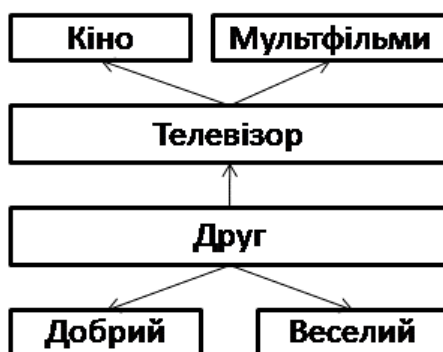 Кіно
Мультфільми
Телевізор
Друг
Добрий
Веселий